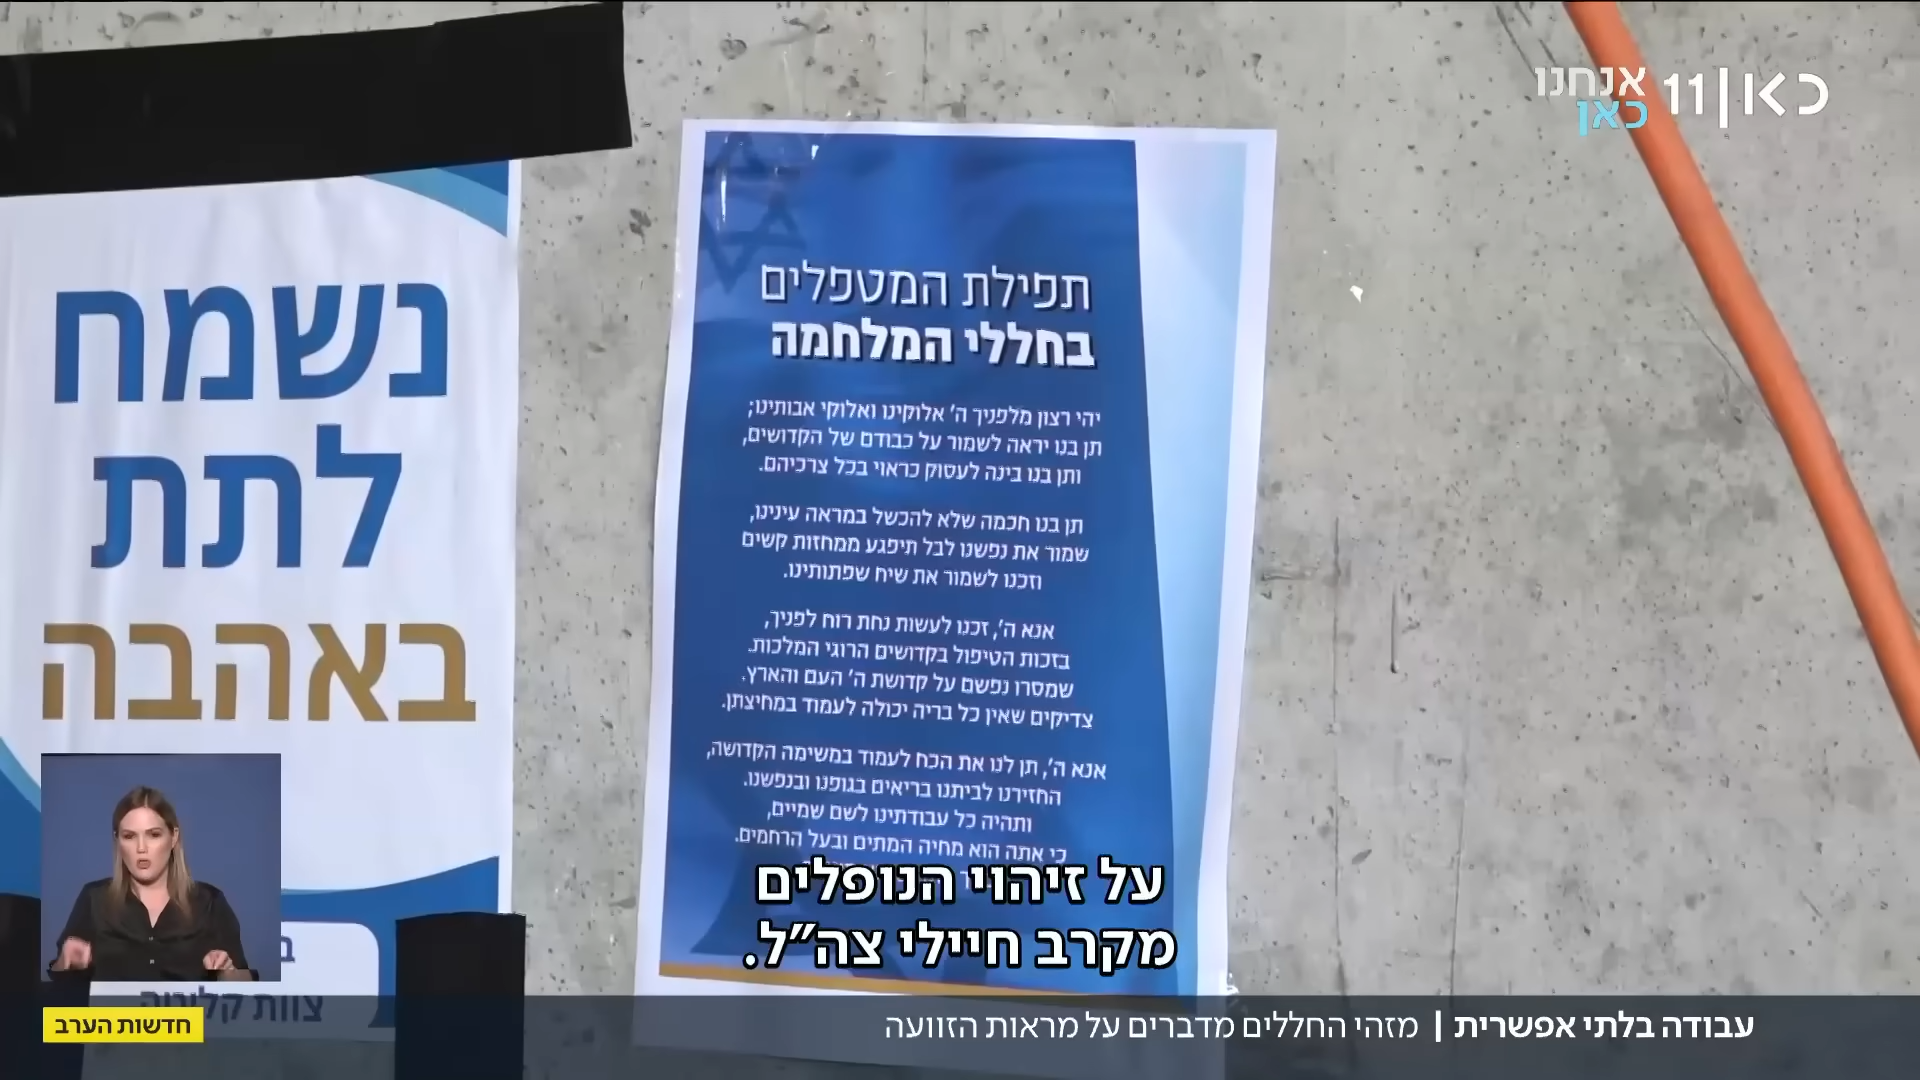 כאן|11
אנחנו
כאן
נשמח
לתת
באהבה
צוות
תפילת המטפלים
בחללי המלחמה
יהי רצון מלפניך ה' אלוקינו ואלוקי אבותינו;
תן בנו יראה לשמור על כבודם של הקדושים,
ותן בנו בינה לעסוק כראוי בכל צרכיהם.
תן בנו חכמה שלא להכשל במראה עינינו,
שמור את נפשנו לבל תיפגע ממחזות קשים
וזכנו לשמור את שיח שפתותינו.
אנא ה', זכנו לעשות נחת רוח לפניך,
בזכות הטיפול בקדושים הרוגי המלכות.
שמסרו נפשם על קדושת ה' העם והארץ.
צדיקים שאין כל בריה יכולה לעמוד במחיצתן.
אנא ה', תן לנו את הכח לעמוד במשימה הקדושה,
החזירנו לביתנו בריאים בגופנו ובנפשנו.
ותהיה כל עבודתינו לשם שמיים,
כי אתה הוא מחיה המתים ובעל הרחמים.
על זיהוי הנופלים
מקרב חיילי צה"ל.
עבודה בלתי אפשרית | מזהי החללים מדברים על מראות הזוועה
חדשות הערב